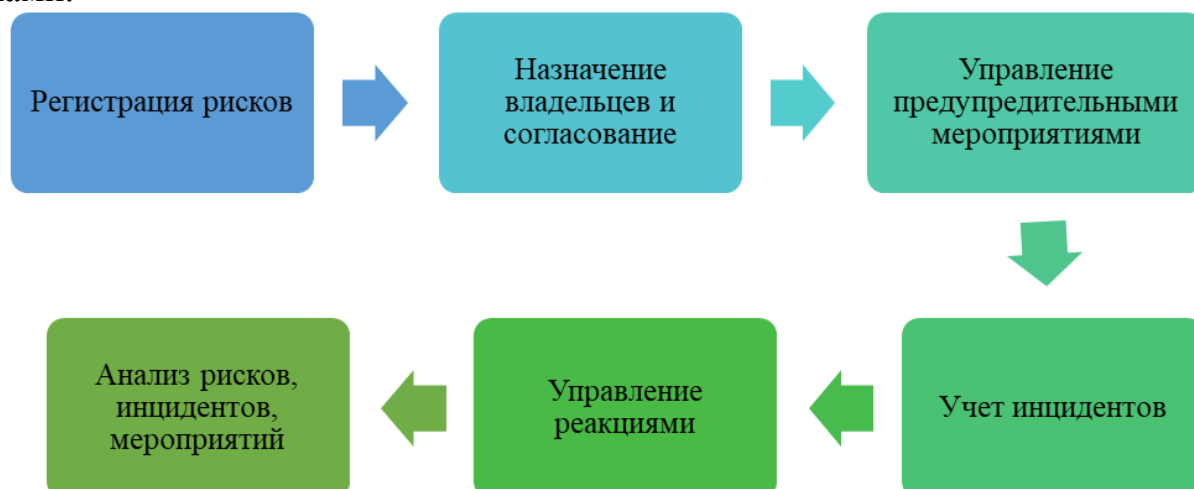 Регистрация рисков
Назначение
владельцев и
согласование
Управление
предупредительными
мероприятиями
Учет инцидентов
Управление
реакциями
Анализ рисков,
инцидентов,
мероприятий